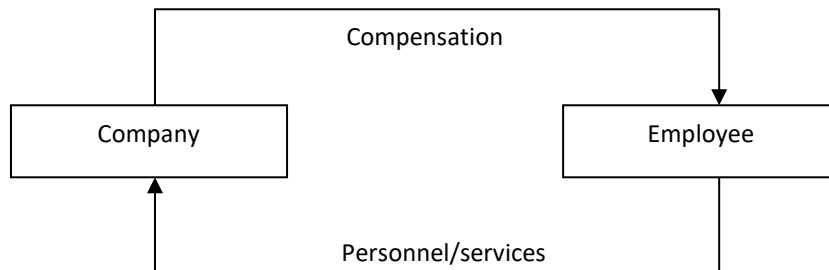 Compensation
Company
Employee
Personnel/services